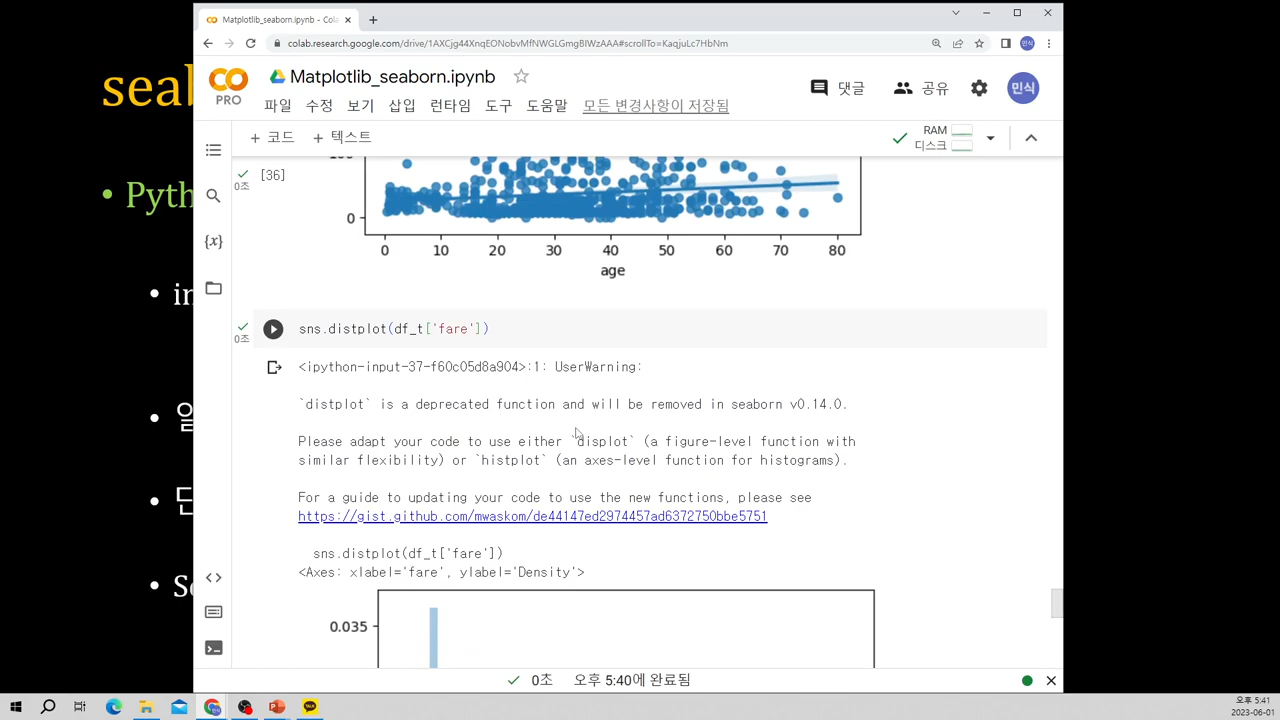 Matplotlib_seaborn.ipynb - Cola
colab.research.google.com/drive/1AXCjg44XnqEONobvMfNWGLGmgBIWzAAA#scrollTo=KaqjuLc7HbNm
민식
seab
PRO
Matplotlib_seaborn.ipynb
댓글
공유
민식
파일 수정 보기 삽입 런타임 도구 도움말 모든 변경사항이 저장됨
+ 코드 + 텍스트
RAM
디스크
• Pyth
[36]
0초
100
0
0 10 20 30 40 50 60 70 80
age
{x}
• in
0초
sns.distplot(df_t['fare'])
<ipython-input-37-f60c05d8a904>:1: UserWarning:
`distplot` is a deprecated function and will be removed in seaborn v0.14.0.
Please adapt your code to use either `displot` (a figure-level function with
similar flexibility) or `histplot` (an axes-level function for histograms).
For a guide to updating your code to use the new functions, please see
https://gist.github.com/mwaskom/de44147ed2974457ad6372750bbe5751
sns.distplot(df_t['fare'])
<Axes: xlabel='fare', ylabel='Density'>
0.035
0초 오후 5:40에 완료됨
TALK
오후 5:41
2023-06-01